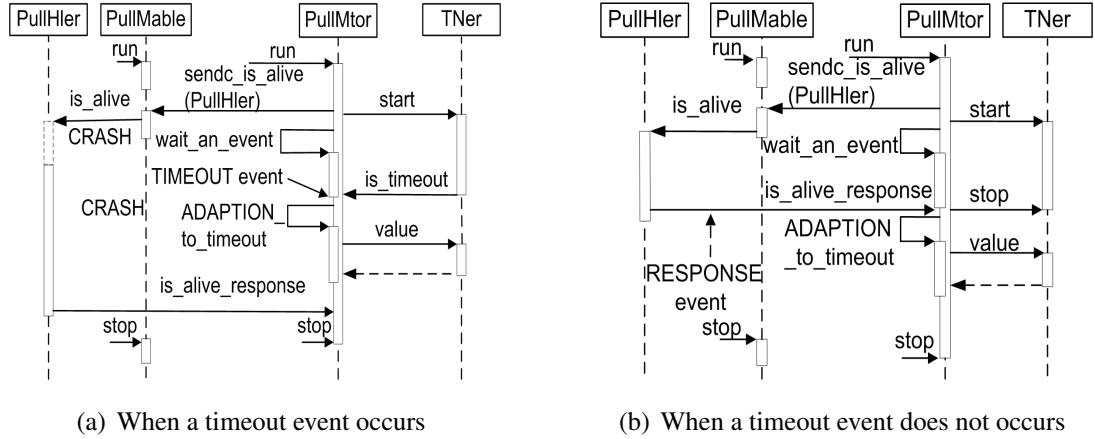 PullHler PullMable PullMtor TNer
run
run
sendc_is_alive
(PullHler)
is_alive
start
CRASH
wait_an_event
TIMEOUT event
is_timeout
CRASH
ADAPTION_
to_timeout
value
is_alive_response
stop
stop
(a) When a timeout event occurs
PullHler PullMable PullMtor TNer
run
run
sendc_is_alive
(PullHler)
is_alive
start
wait_an_event
is_alive_response
stop
ADAPTION
_to_timeout
value
RESPONSE
event
stop
stop
(b) When a timeout event does not occurs